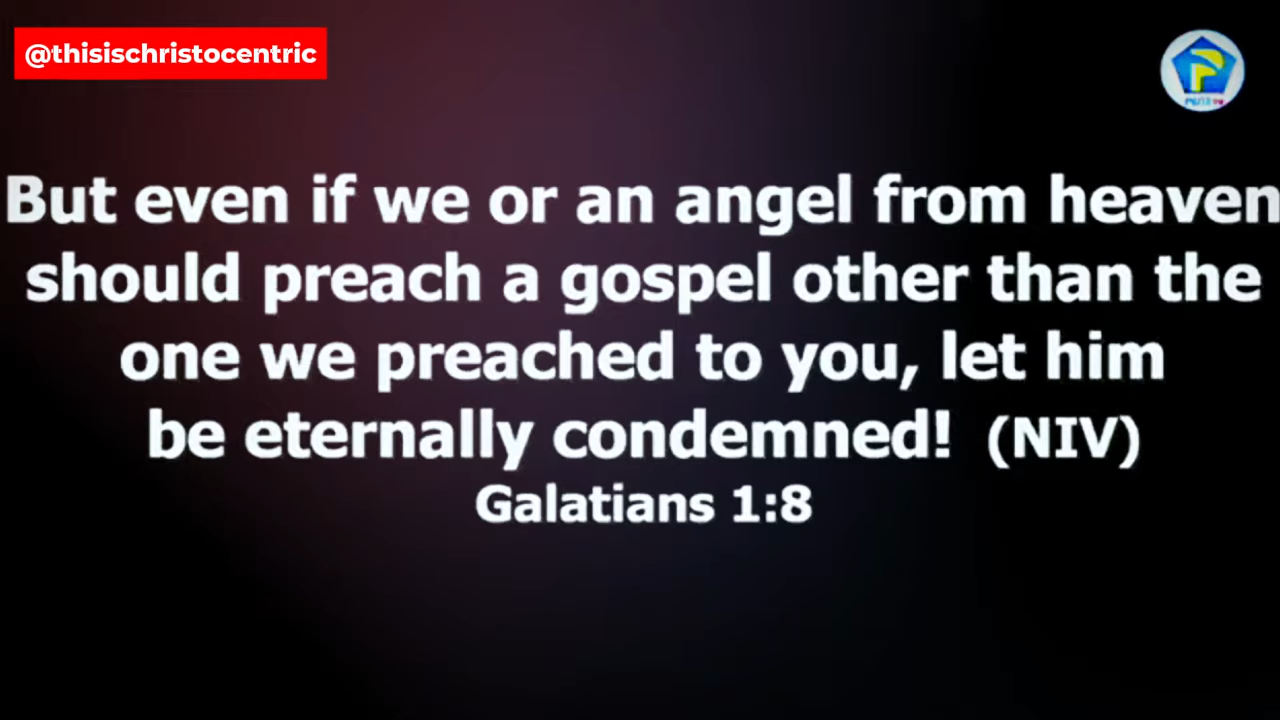 @thisischristocentric
But even if we or an angel from heaven
should preach a gospel other than the
one we preached to you, let him
be eternally condemned! (NIV)
Galatians 1:8